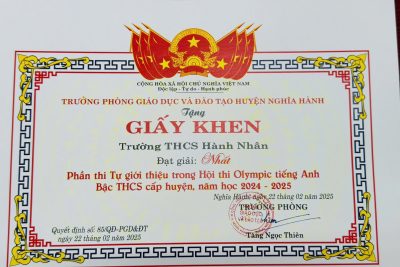 CỘNG HÒA XÃ HỘI CHỦ NGHĨA VIỆT NAM
Độc lập - Tự do - Hạnh phúc
TRƯỞNG PHÒNG GIÁO DỤC VÀ ĐÀO TẠO HUYỆN NGHĨA HÀNH
Tặng
GIẤY KHEN
Trường THCS Hành Nhân
Đạt giải: Nhất
Phần thi Tự giới thiệu trong Hội thi Olympic tiếng Anh
Bậc THCS cấp huyện, năm học 2024 - 2025
Nghĩa Hành, ngày 22 tháng 02 năm 2025
TRƯỞNG PHÒNG
Quyết định số: 85/QĐ-PGD&ĐT
ngày 22 tháng 02 năm 2025
Tăng Ngọc Thiên